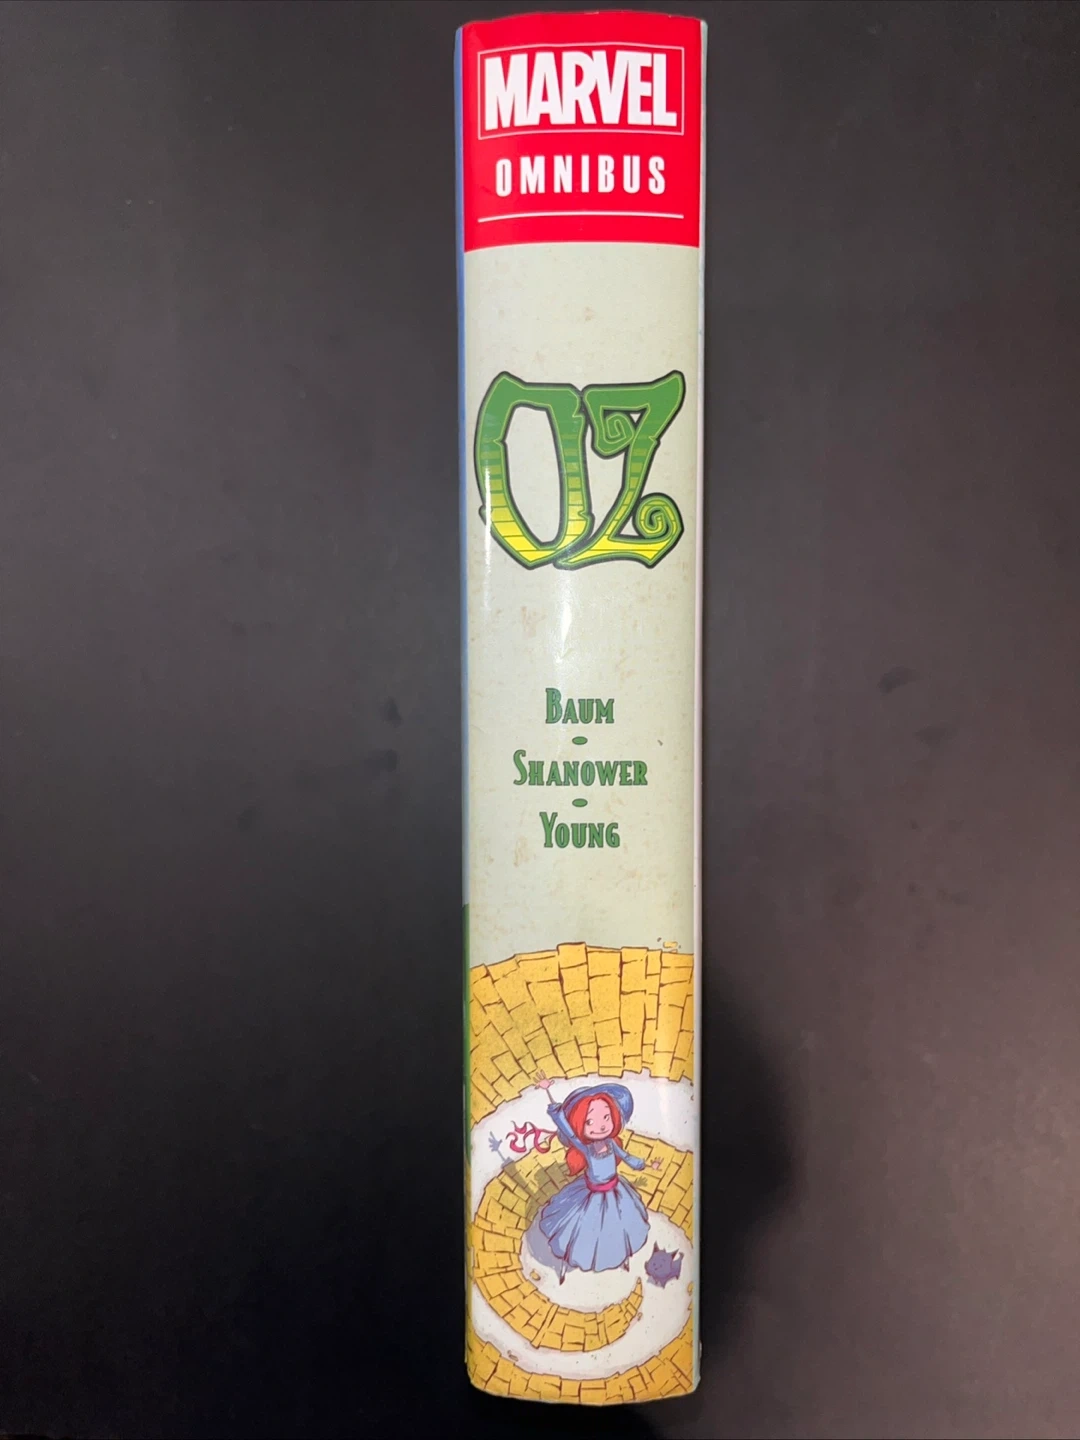 MARVEL
OMNIBUS
OZ
BAUM
•
SHANOWER
•
YOUNG